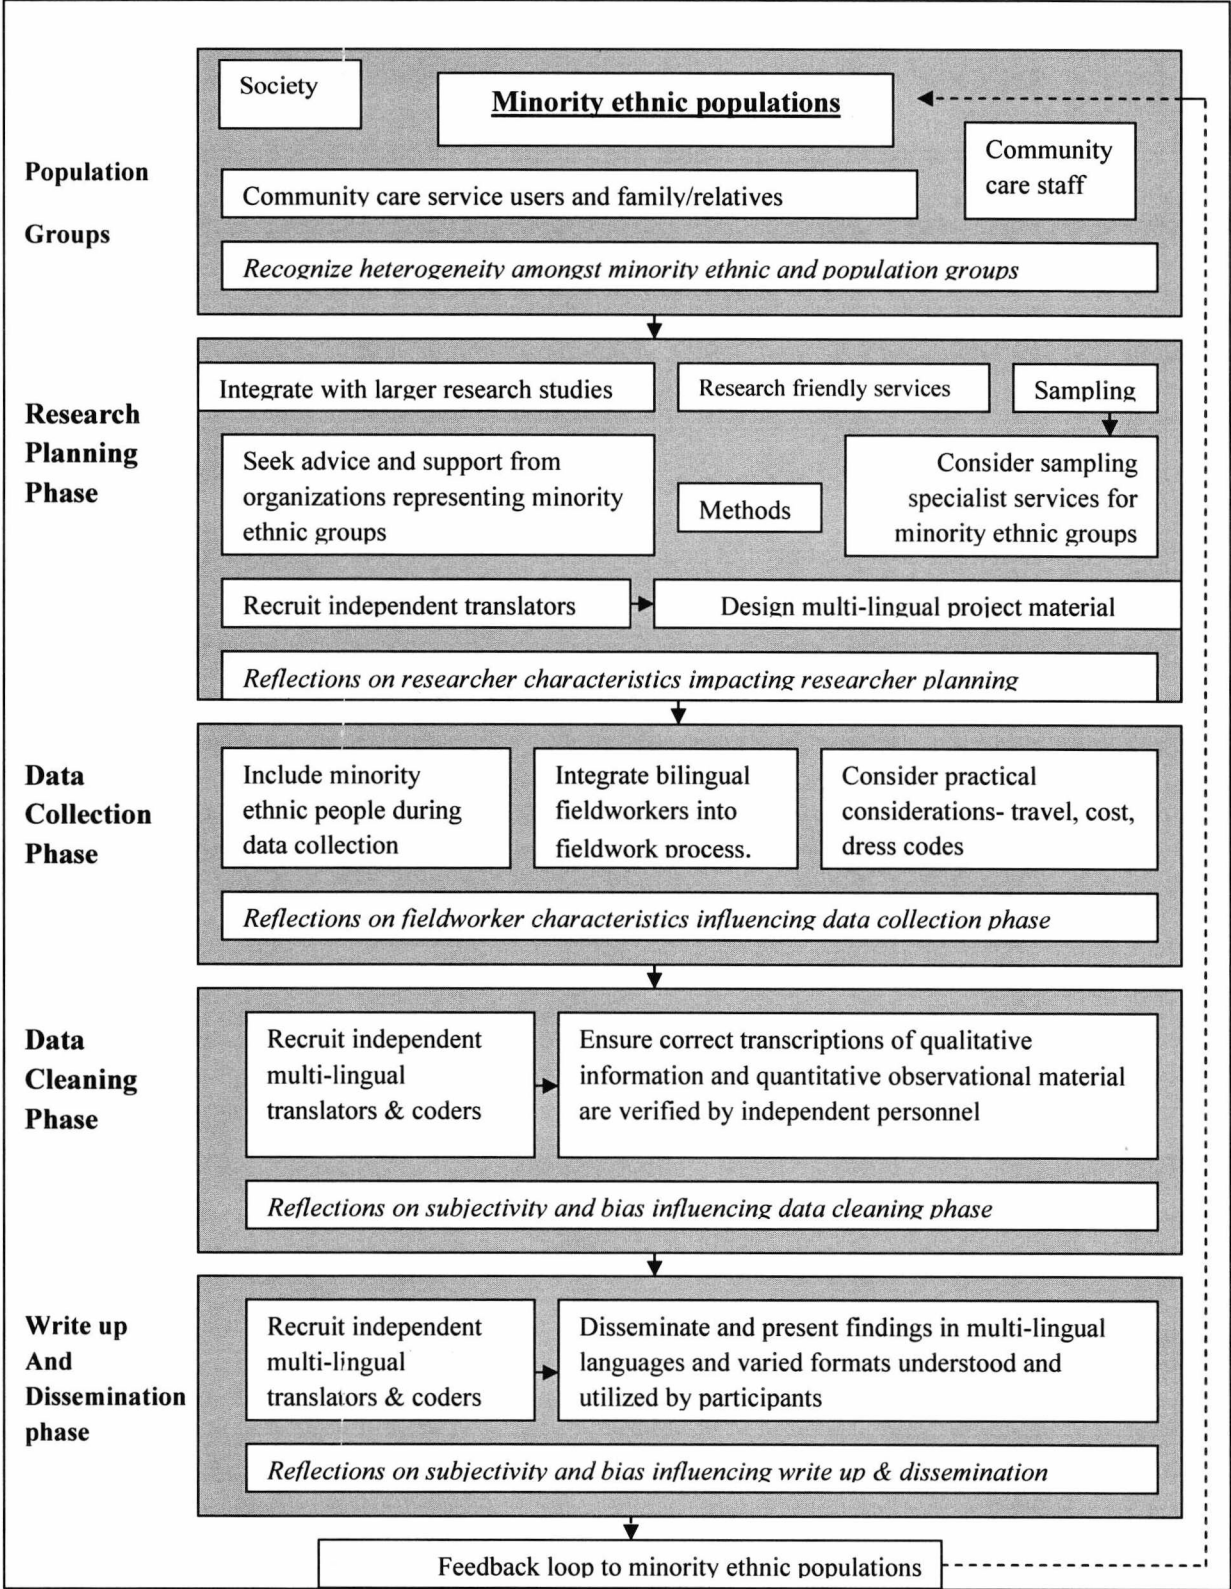 Society
Minority ethnic populations
Community
care staff
Population
Groups
Community care service users and family/relatives
Recognize heterogeneity amongst minority ethnic and population groups
Research
Planning
Phase
Integrate with larger research studies
Research friendly services
Sampling
Seek advice and support from
organizations representing minority
ethnic groups
Methods
Consider sampling
specialist services for
minority ethnic groups
Recruit independent translators
Design multi-lingual project material
Reflections on researcher characteristics impacting researcher planning
Data
Collection
Phase
Include minority
ethnic people during
data collection
Integrate bilingual
fieldworkers into
fieldwork process.
Consider practical
considerations- travel, cost,
dress codes
Reflections on fieldworker characteristics influencing data collection phase
Data
Cleaning
Phase
Recruit independent
multi-lingual
translators & coders
Ensure correct transcriptions of qualitative
information and quantitative observational material
are verified by independent personnel
Reflections on subjectivity and bias influencing data cleaning phase
Write up
And
Dissemination
phase
Recruit independent
multi-lingual
translators & coders
Disseminate and present findings in multi-lingual
languages and varied formats understood and
utilized by participants
Reflections on subjectivity and bias influencing write up & dissemination
Feedback loop to minority ethnic populations